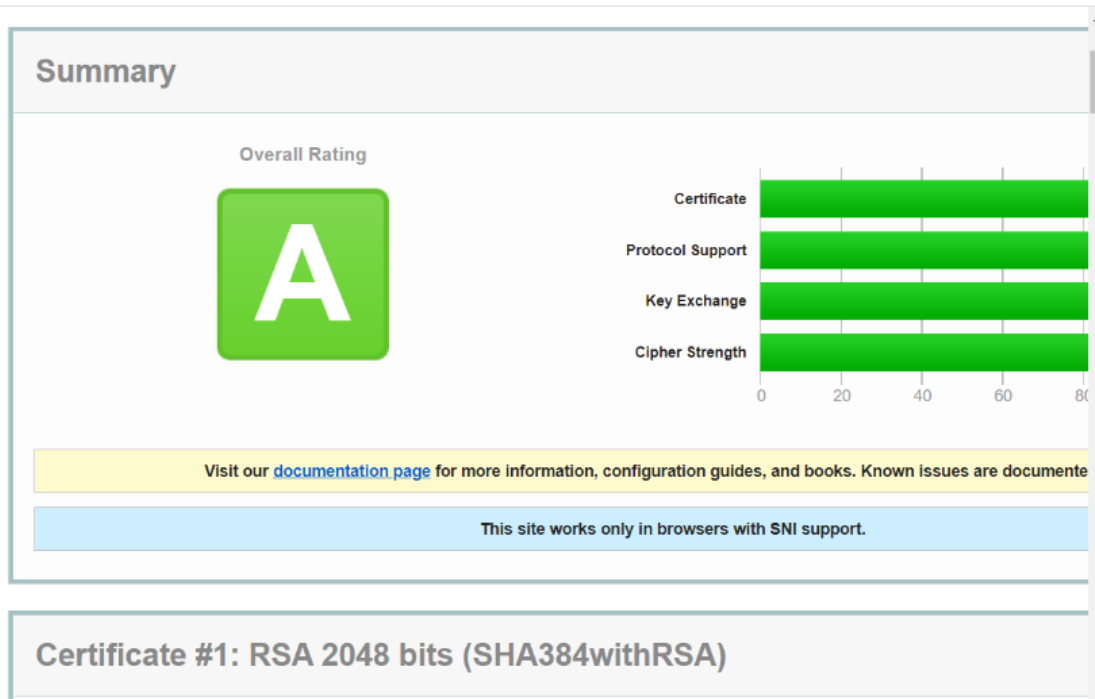 Summary
Overall Rating
A
Certificate
Protocol Support
Key Exchange
Cipher Strength
0 20 40 60 80
Visit our documentation page for more information, configuration guides, and books. Known issues are documente
This site works only in browsers with SNI support.
Certificate #1: RSA 2048 bits (SHA384withRSA)